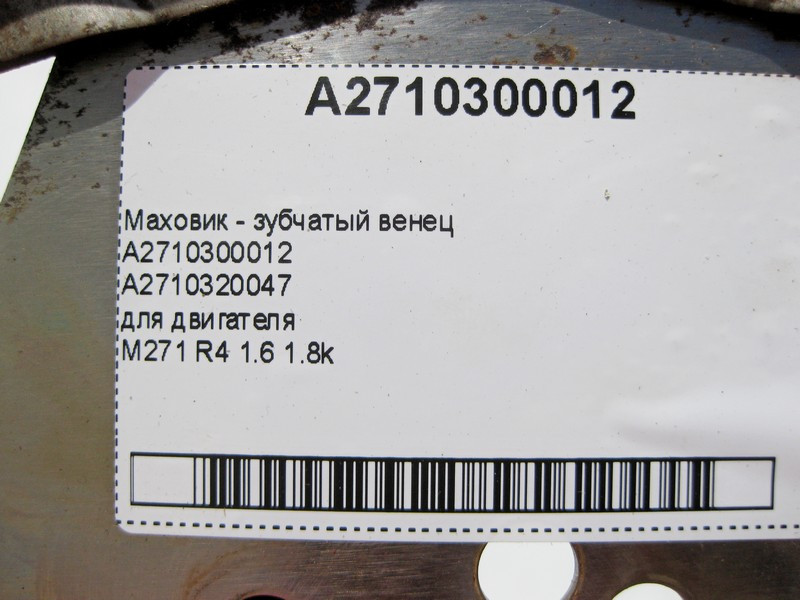 A2710300012
Маховик - зубчатый венец
A2710300012
A2710320047
для двигателя
M271 R4 1.6 1.8k